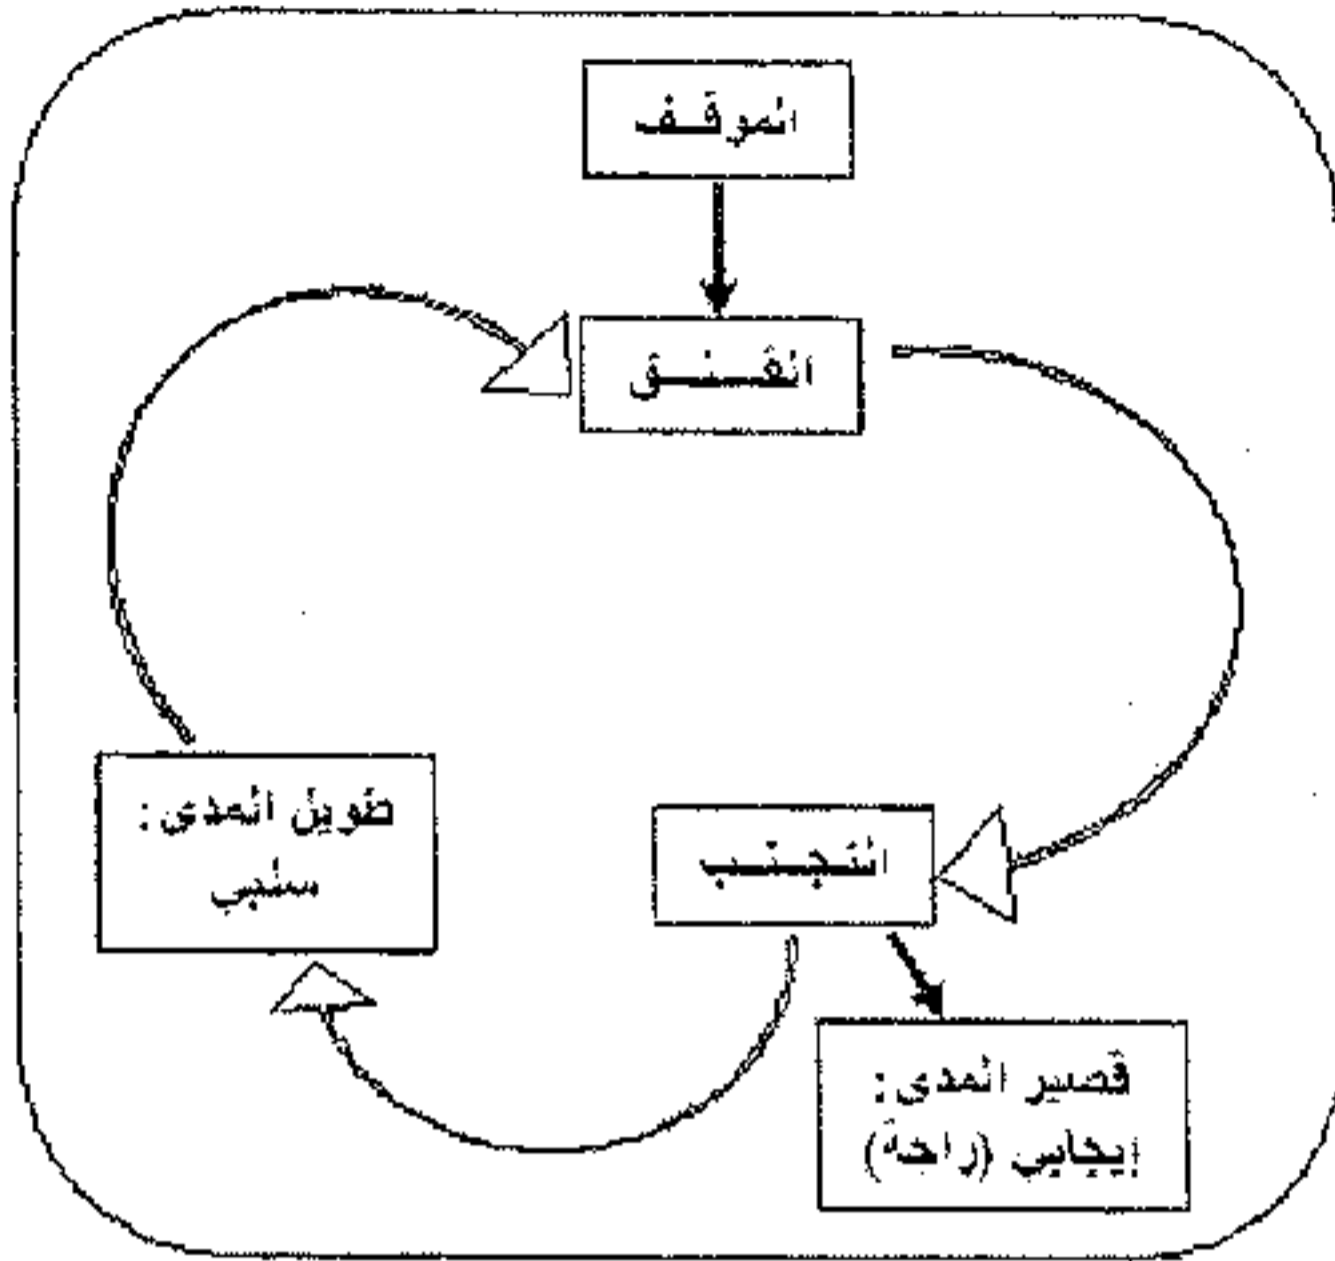 الموقف
القلق
طويل المدى:
سلبي
التجنب
قصير المدى:
إيجابي (راحة)